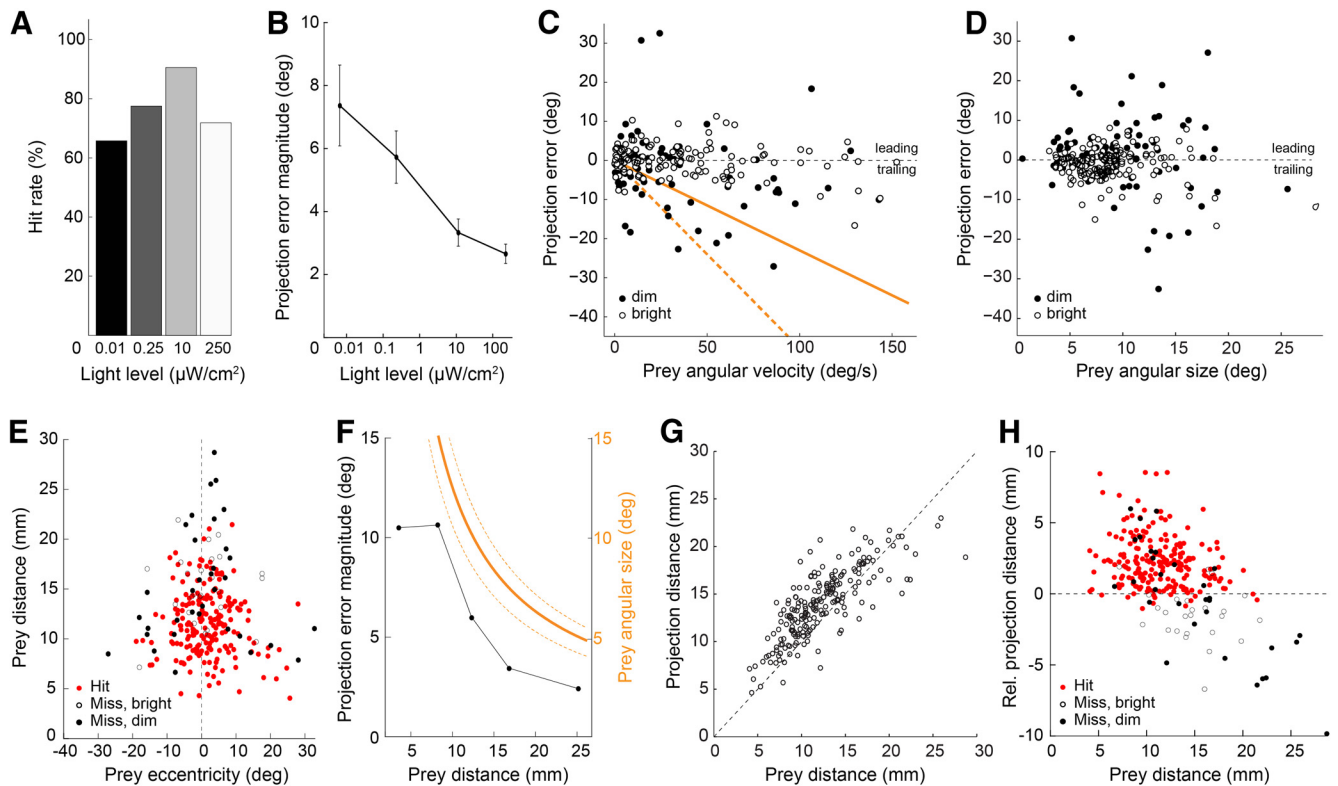 A
Hit rate (%)
100
80
60
40
20
0
0.01 0.25 10 250
Light level (µW/cm²)
B
Projection error magnitude (deg)
10
8
6
4
2
0
0.01 0.1 1 10 100
Light level (µW/cm²)
C
Projection error (deg)
30
20
10
0
−10
−20
−30
−40
leading
trailing
dim
bright
0 50 100 150
Prey angular velocity (deg/s)
D
Projection error (deg)
30
20
10
0
−10
−20
−30
−40
leading
trailing
dim
bright
0 5 10 15 20 25
Prey angular size (deg)
E
Prey distance (mm)
30
25
20
15
10
5
0
Hit
Miss, bright
Miss, dim
-40 -30 -20 -10 0 10 20 30
Prey eccentricity (deg)
F
Projection error magnitude (deg)
15
10
5
0
15
10
5
Prey angular size (deg)
0 5 10 15 20 25
Prey distance (mm)
G
Projection distance (mm)
30
25
20
15
10
5
0
0 5 10 15 20 25 30
Prey distance (mm)
H
Rel. projection distance (mm)
10
5
0
-5
-10
Hit
Miss, bright
Miss, dim
0 5 10 15 20 25
Prey distance (mm)